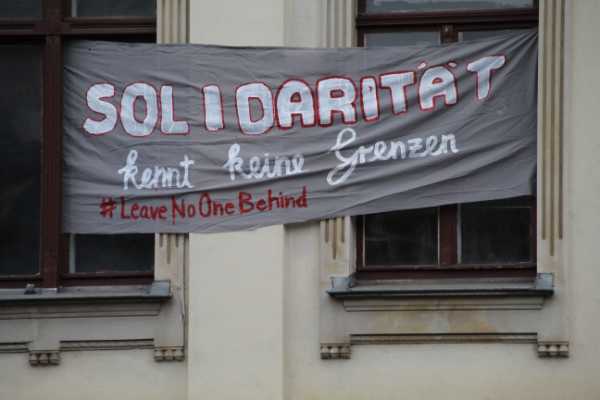 SOLIDARITÄT
kennt keine Grenzen
#LeaveNoOneBehind